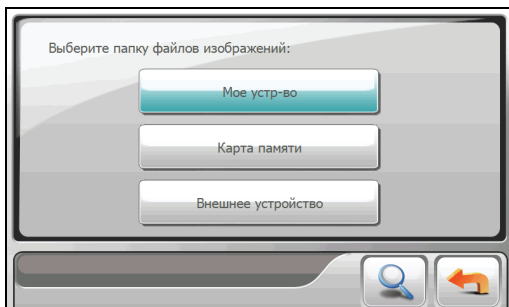 Выберите папку файлов изображений:
Мое устр-во
Карта памяти
Внешнее устройство